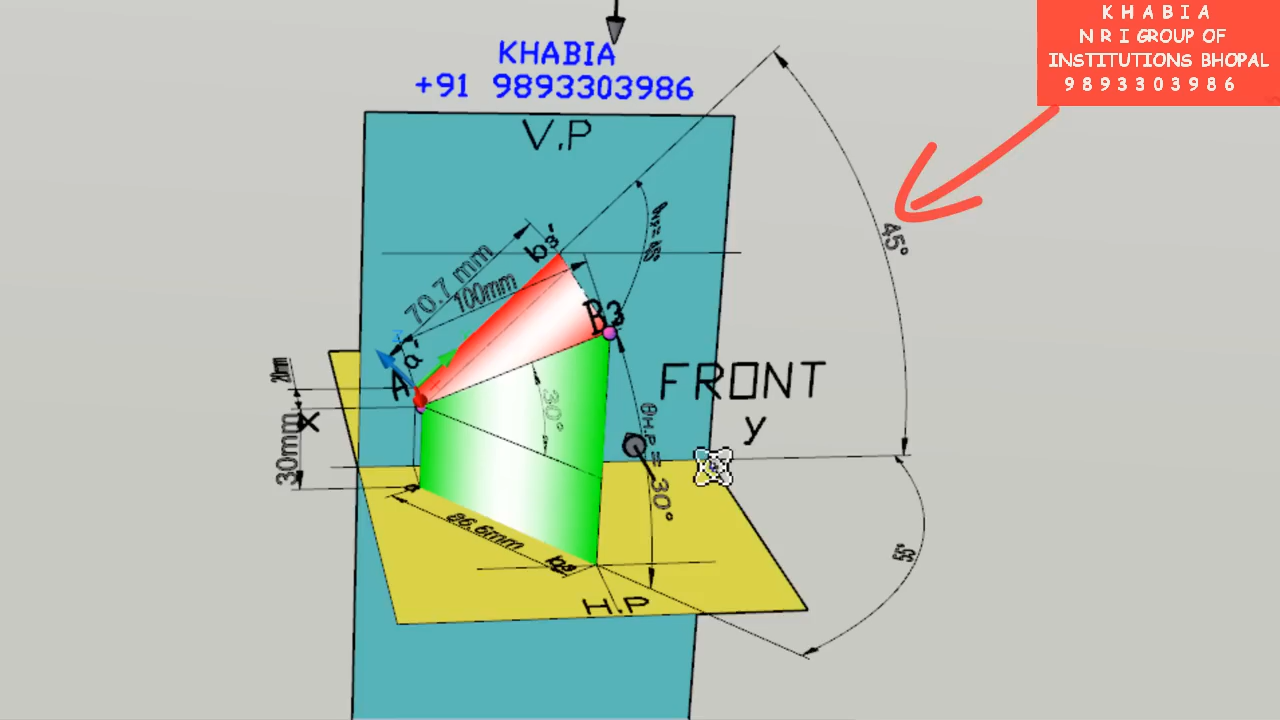 K H A B I A
N R I GROUP OF
INSTITUTIONS BHOPAL
9 8 9 3 3 0 3 9 8 6
KHABIA
+91 9893303986
V.P
b3'
70.7 mm
100mm
45°
B3
a'
A
FRONT
20mm
X
y
30°
θH.P = 30°
30mm
a
86.6mm
b3
55°
H.P